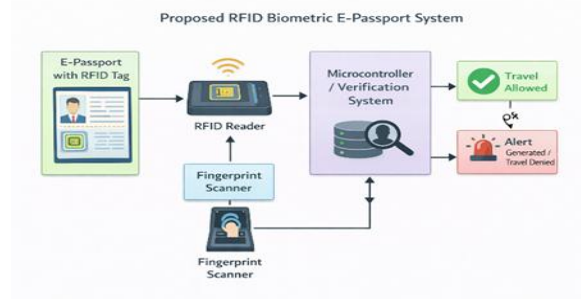 Proposed RFID Biometric E-Passport System
E-Passport
with RFID Tag
RFID Reader
Microcontroller
/ Verification
System
Travel
Allowed
Alert
Generated /
Travel Denied
Fingerprint
Scanner
Fingerprint
Scanner